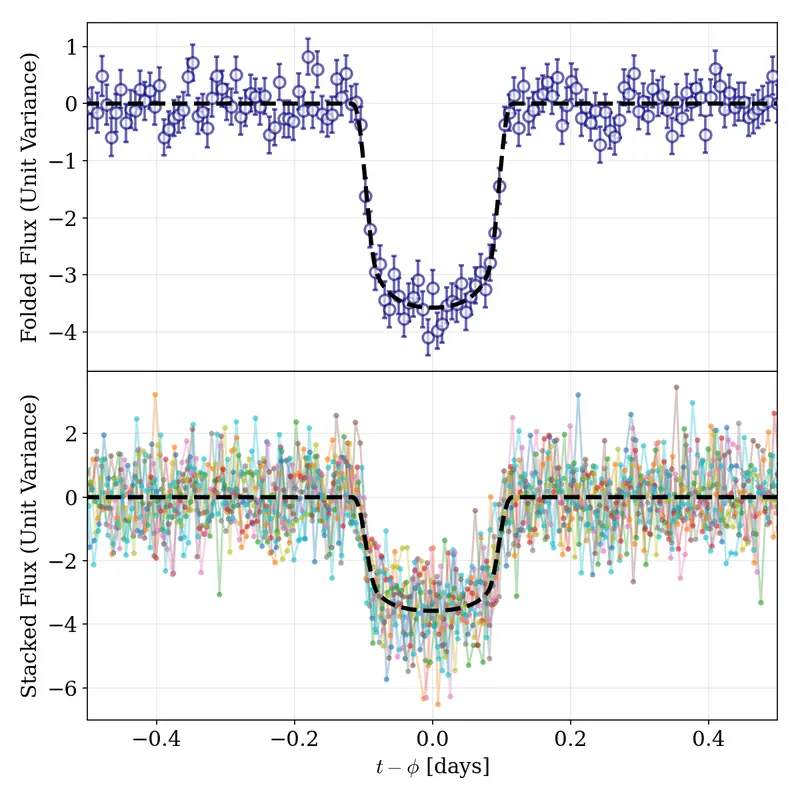 1
0
−1
−2
−3
−4
Folded Flux (Unit Variance)
2
0
−2
−4
−6
Stacked Flux (Unit Variance)
−0.4 −0.2 0.0 0.2 0.4
t − ϕ [days]